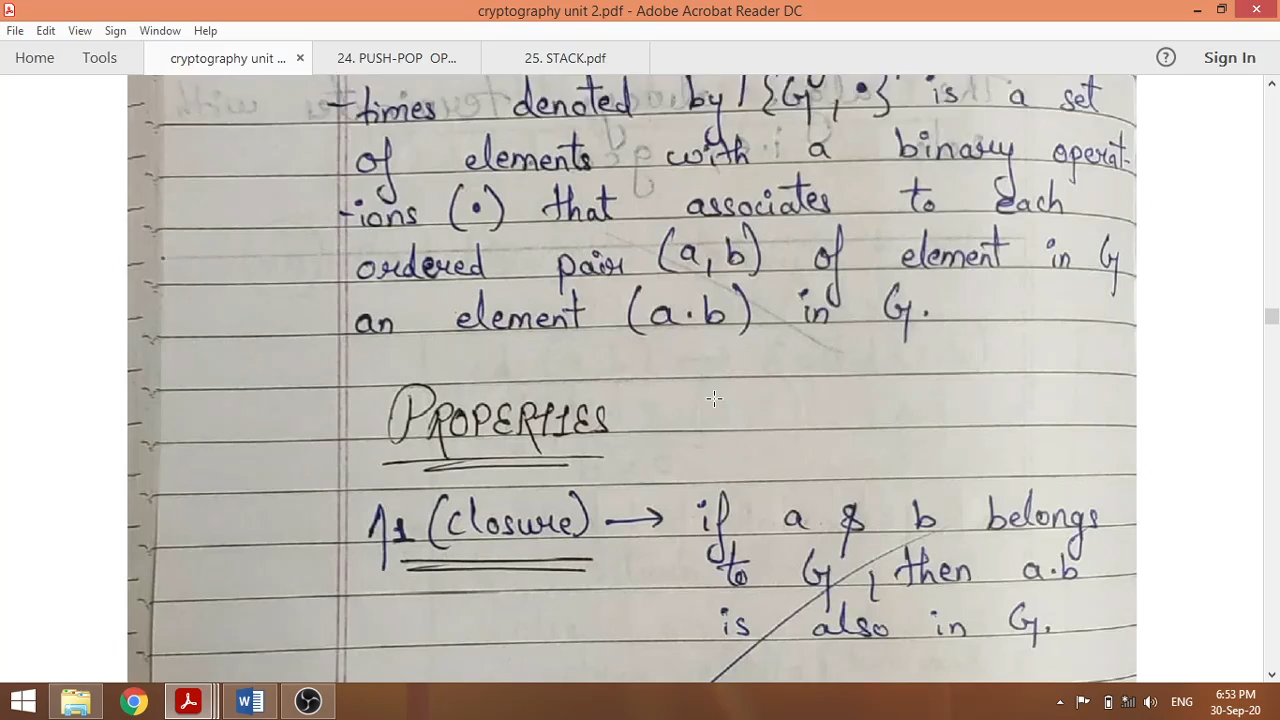 cryptography unit 2.pdf - Adobe Acrobat Reader DC
File Edit View Sign Window Help
Home Tools cryptography unit ... × 24. PUSH-POP OP... 25. STACK.pdf ? Sign In
-times denoted by {G, •} is a set
of elements with a binary operat-
-ions (•) that associates to each
ordered pair (a, b) of element in G
an element (a.b) in G.
PROPERTIES
A1 (Closure) → if a & b belongs
to G, then a.b
is also in G.
ENG 6:53 PM
30-Sep-20